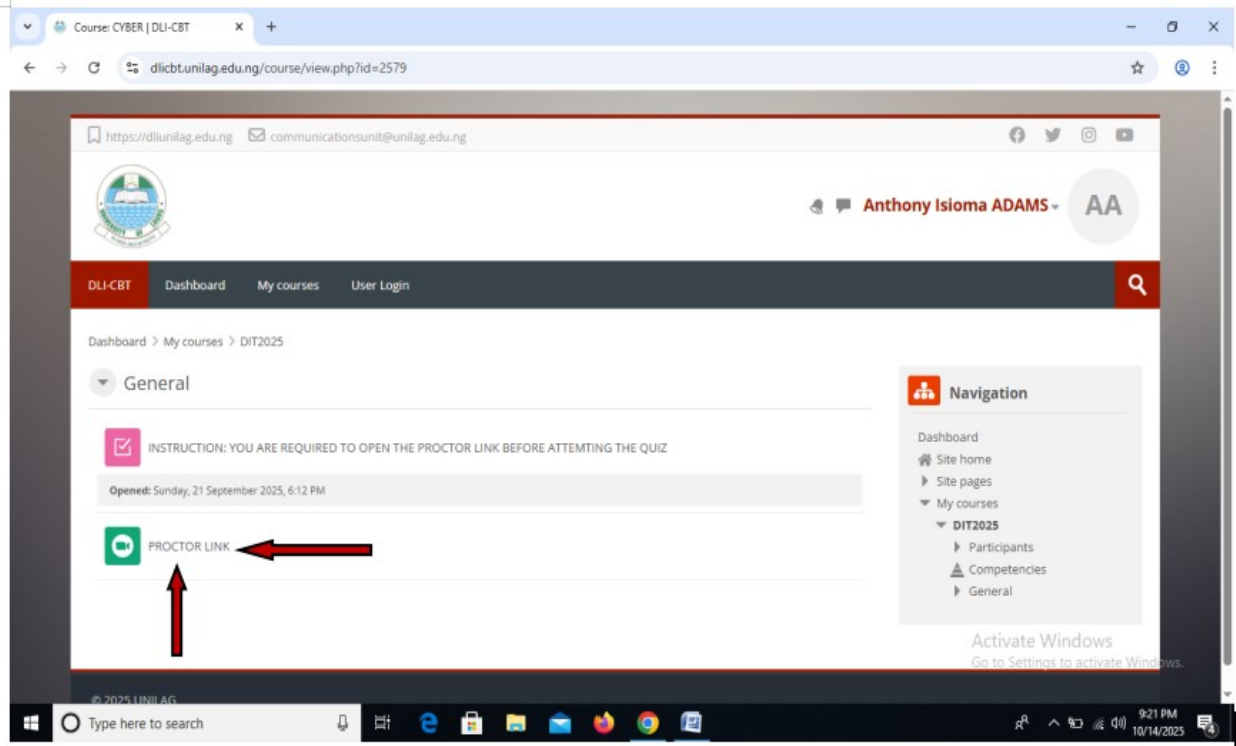 Course: CYBER | DLI-CBT
dlicbt.unilag.edu.ng/course/view.php?id=2579
https://dliunilag.edu.ng communicationsunit@unilag.edu.ng
Anthony Isioma ADAMS
AA
DLI-CBT Dashboard My courses User Login
Dashboard > My courses > DIT2025
General
INSTRUCTION: YOU ARE REQUIRED TO OPEN THE PROCTOR LINK BEFORE ATTEMTING THE QUIZ
Opened: Sunday, 21 September 2025, 6:12 PM
PROCTOR LINK
Navigation
Dashboard
Site home
Site pages
My courses
DIT2025
Participants
Competencies
General
Activate Windows
Go to Settings to activate Windows.
© 2025 UNILAG
Type here to search
9:21 PM
10/14/2025
4